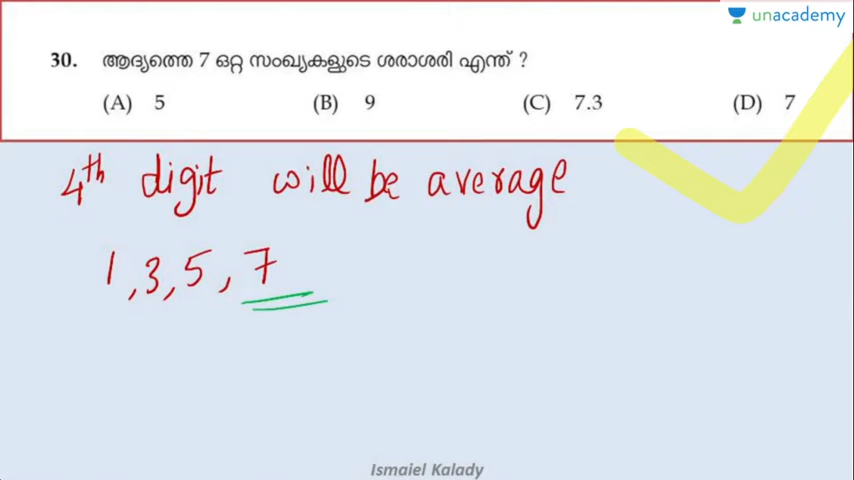 unacademy
30. ആദ്യത്തെ 7 ഒറ്റ സംഖ്യകളുടെ ശരാശരി എന്ത് ?
(A) 5 (B) 9 (C) 7.3 (D) 7
4th digit will be average
1, 3, 5, 7
Ismaiel Kalady